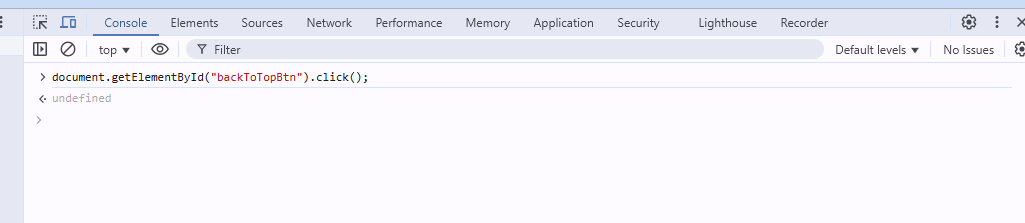 Console Elements Sources Network Performance Memory Application Security Lighthouse Recorder
top Filter Default levels No Issues
document.getElementById("backToTopBtn").click();
undefined